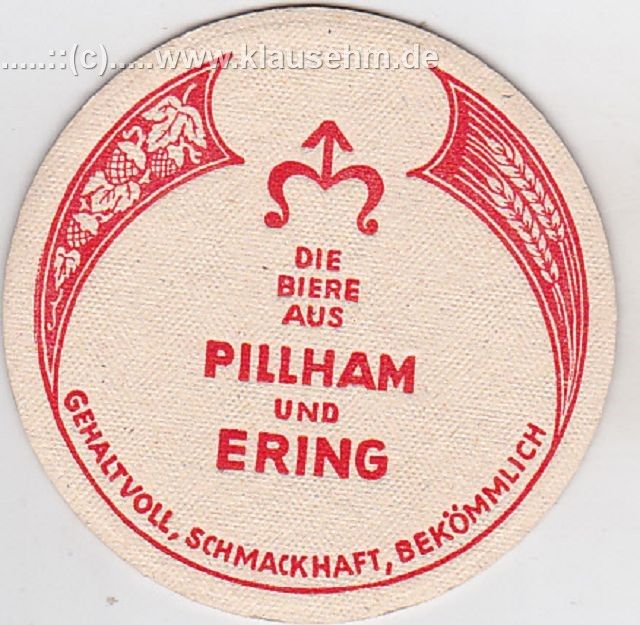 .....::(c).....www.klausehm.de
DIE
BIERE
AUS
PILLHAM
UND
ERING
GEHALTVOLL, SCHMACKHAFT, BEKÖMMLICH